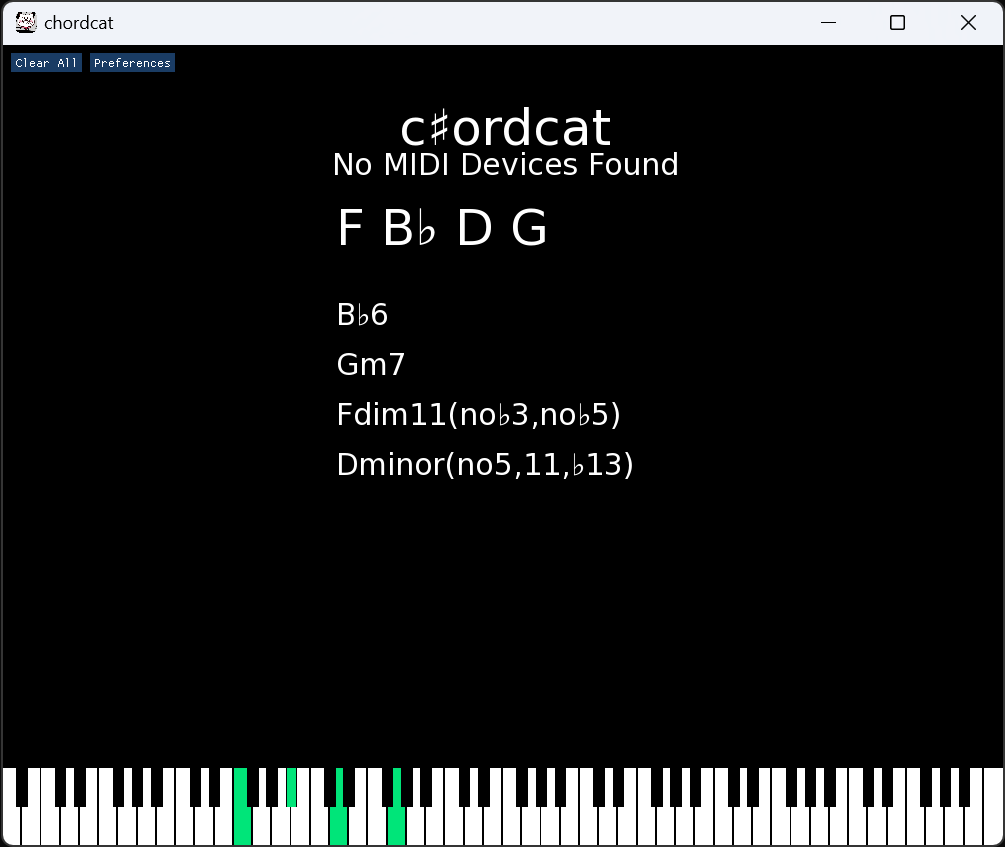 chordcat
Clear All Preferences
c♯ordcat
No MIDI Devices Found
F B♭ D G
B♭6
Gm7
Fdim11(no♭3,no♭5)
Dminor(no5,11,♭13)